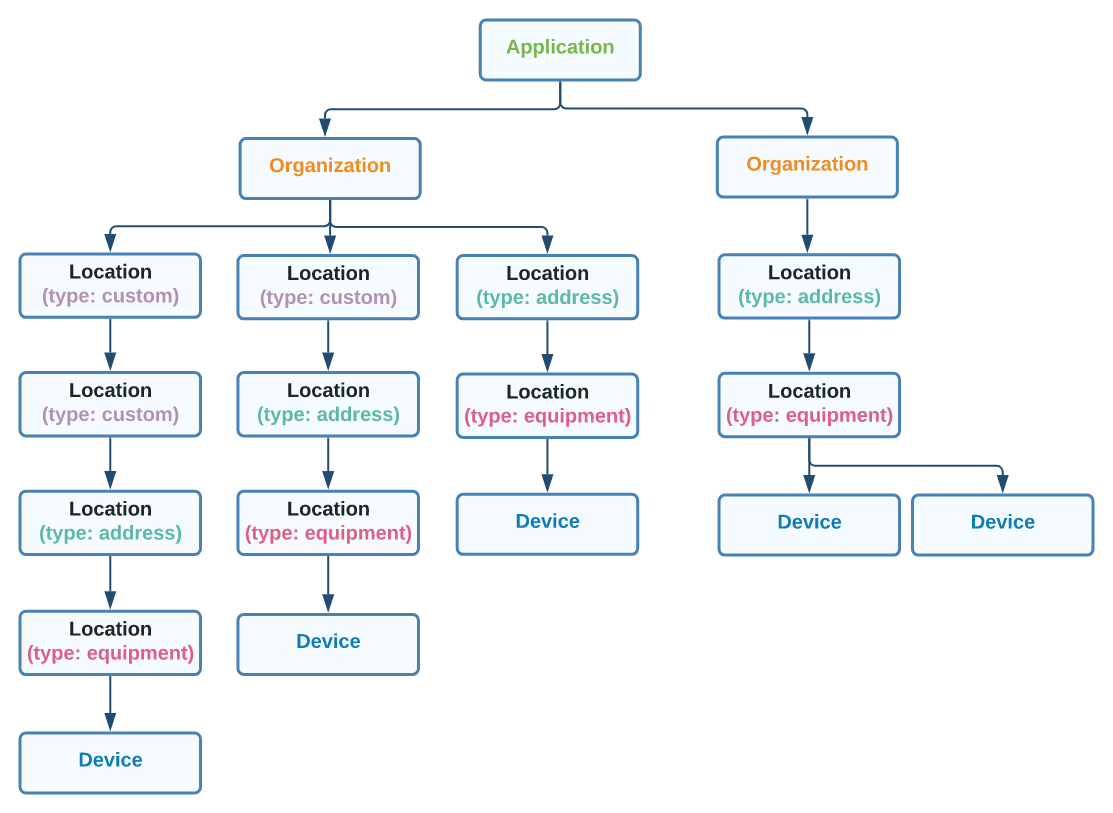 Application
Organization
Organization
Location
(type: custom)
Location
(type: custom)
Location
(type: address)
Location
(type: address)
Location
(type: custom)
Location
(type: address)
Location
(type: equipment)
Location
(type: equipment)
Location
(type: address)
Location
(type: equipment)
Device
Device
Device
Location
(type: equipment)
Device
Device